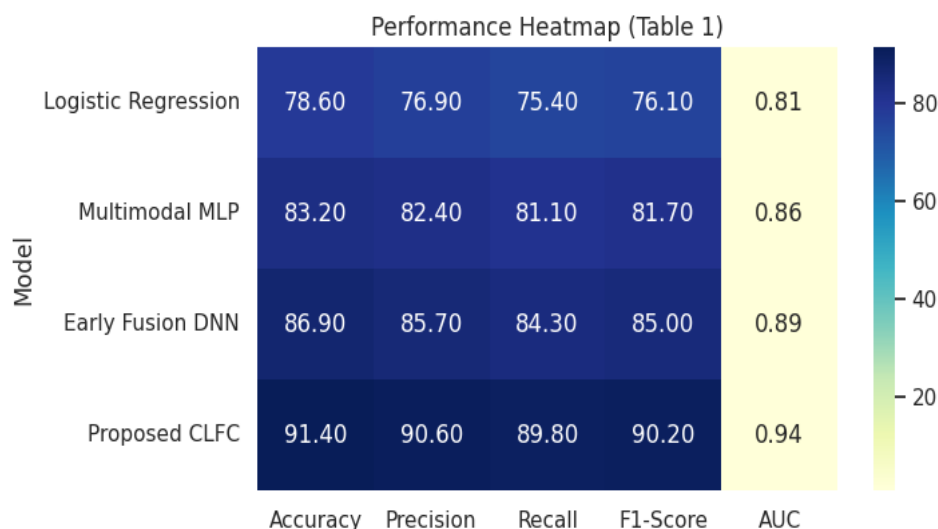 Performance Heatmap (Table 1)
Model
Logistic Regression 78.60 76.90 75.40 76.10 0.81
Multimodal MLP 83.20 82.40 81.10 81.70 0.86
Early Fusion DNN 86.90 85.70 84.30 85.00 0.89
Proposed CLFC 91.40 90.60 89.80 90.20 0.94
Accuracy Precision Recall F1-Score AUC
80
60
40
20